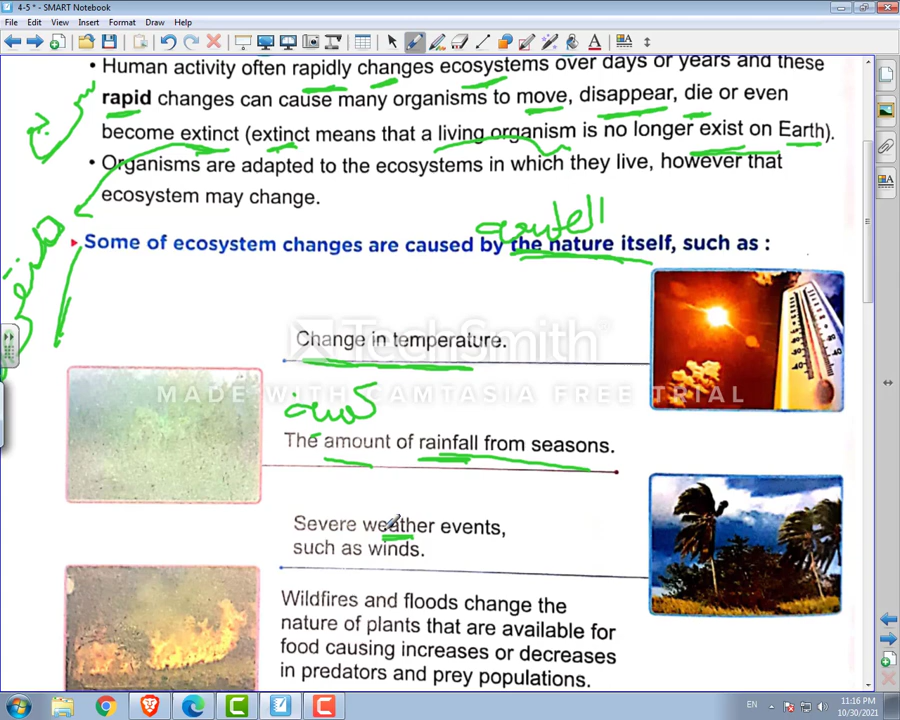 4-5 * - SMART Notebook
File Edit View Insert Format Draw Window Help
• Human activity often rapidly changes ecosystems over days or years and these
rapid changes can cause many organisms to move, disappear, die or even
become extinct (extinct means that a living organism is no longer exist on Earth).
• Organisms are adapted to the ecosystems in which they live, however that
ecosystem may change.
Some of ecosystem changes are caused by the nature itself, such as :
Change in temperature.
TechSmith
MADE WITH CAMTASIA FREE TRIAL
The amount of rainfall from seasons.
Severe weather events,
such as winds.
Wildfires and floods change the
nature of plants that are available for
food causing increases or decreases
in predators and prey populations.
EN
11:16 PM
10/30/2021